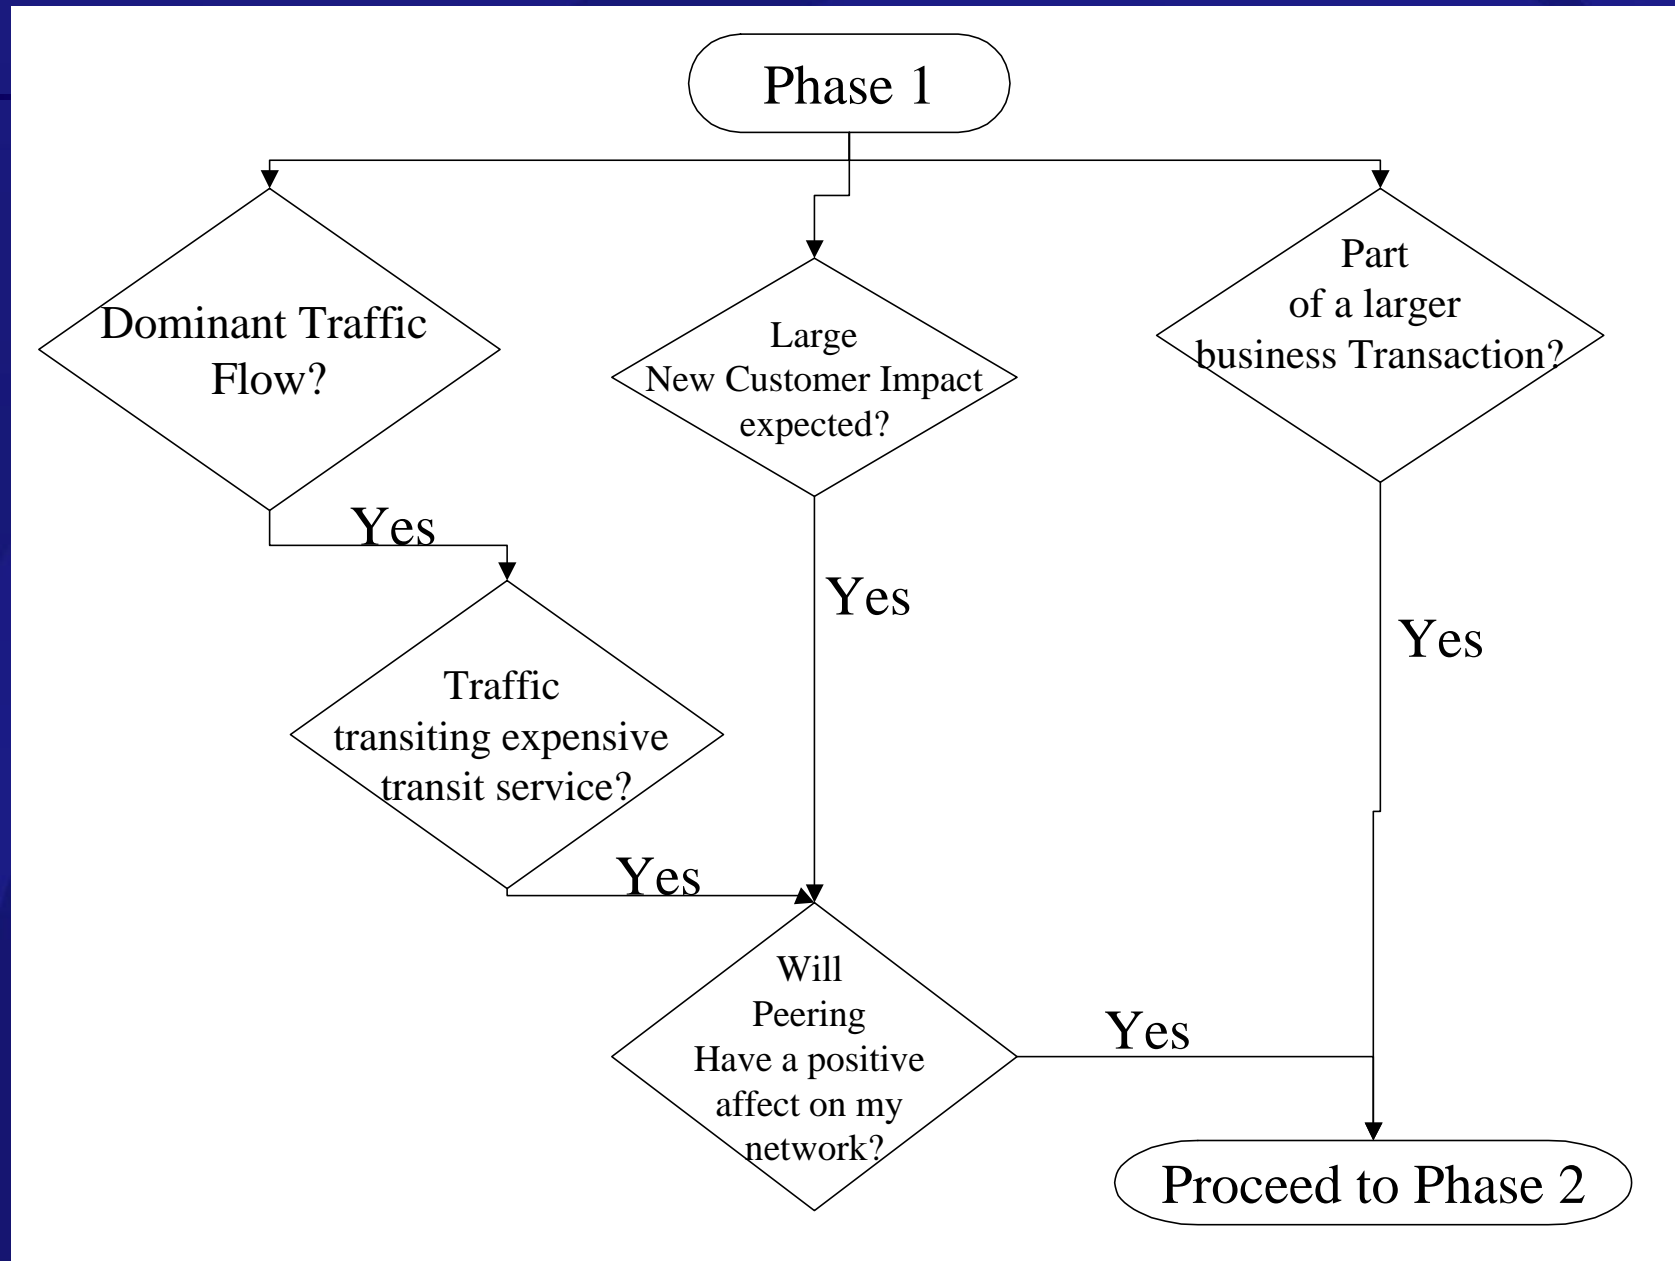 Phase 1
Dominant Traffic
Flow?
Large
New Customer Impact
expected?
Part
of a larger
business Transaction?
Yes
Yes
Yes
Traffic
transiting expensive
transit service?
Yes
Will
Peering
Have a positive
affect on my
network?
Yes
Proceed to Phase 2